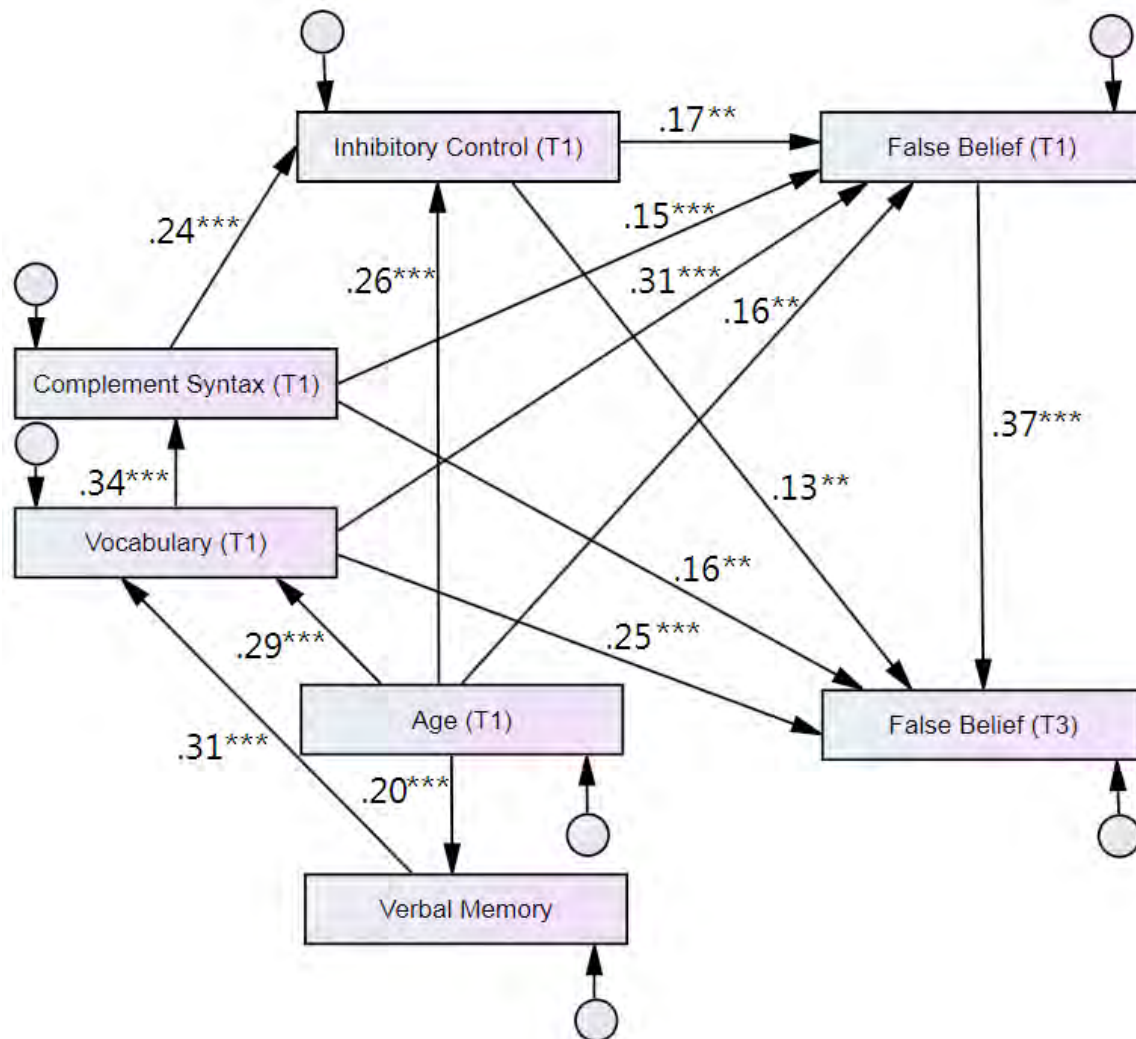 .17**
Inhibitory Control (T1)
False Belief (T1)
.24***
.15***
.26***
.31***
.16**
Complement Syntax (T1)
.37***
.34***
.13**
Vocabulary (T1)
.16**
.29***
.25***
Age (T1)
False Belief (T3)
.31***
.20***
Verbal Memory